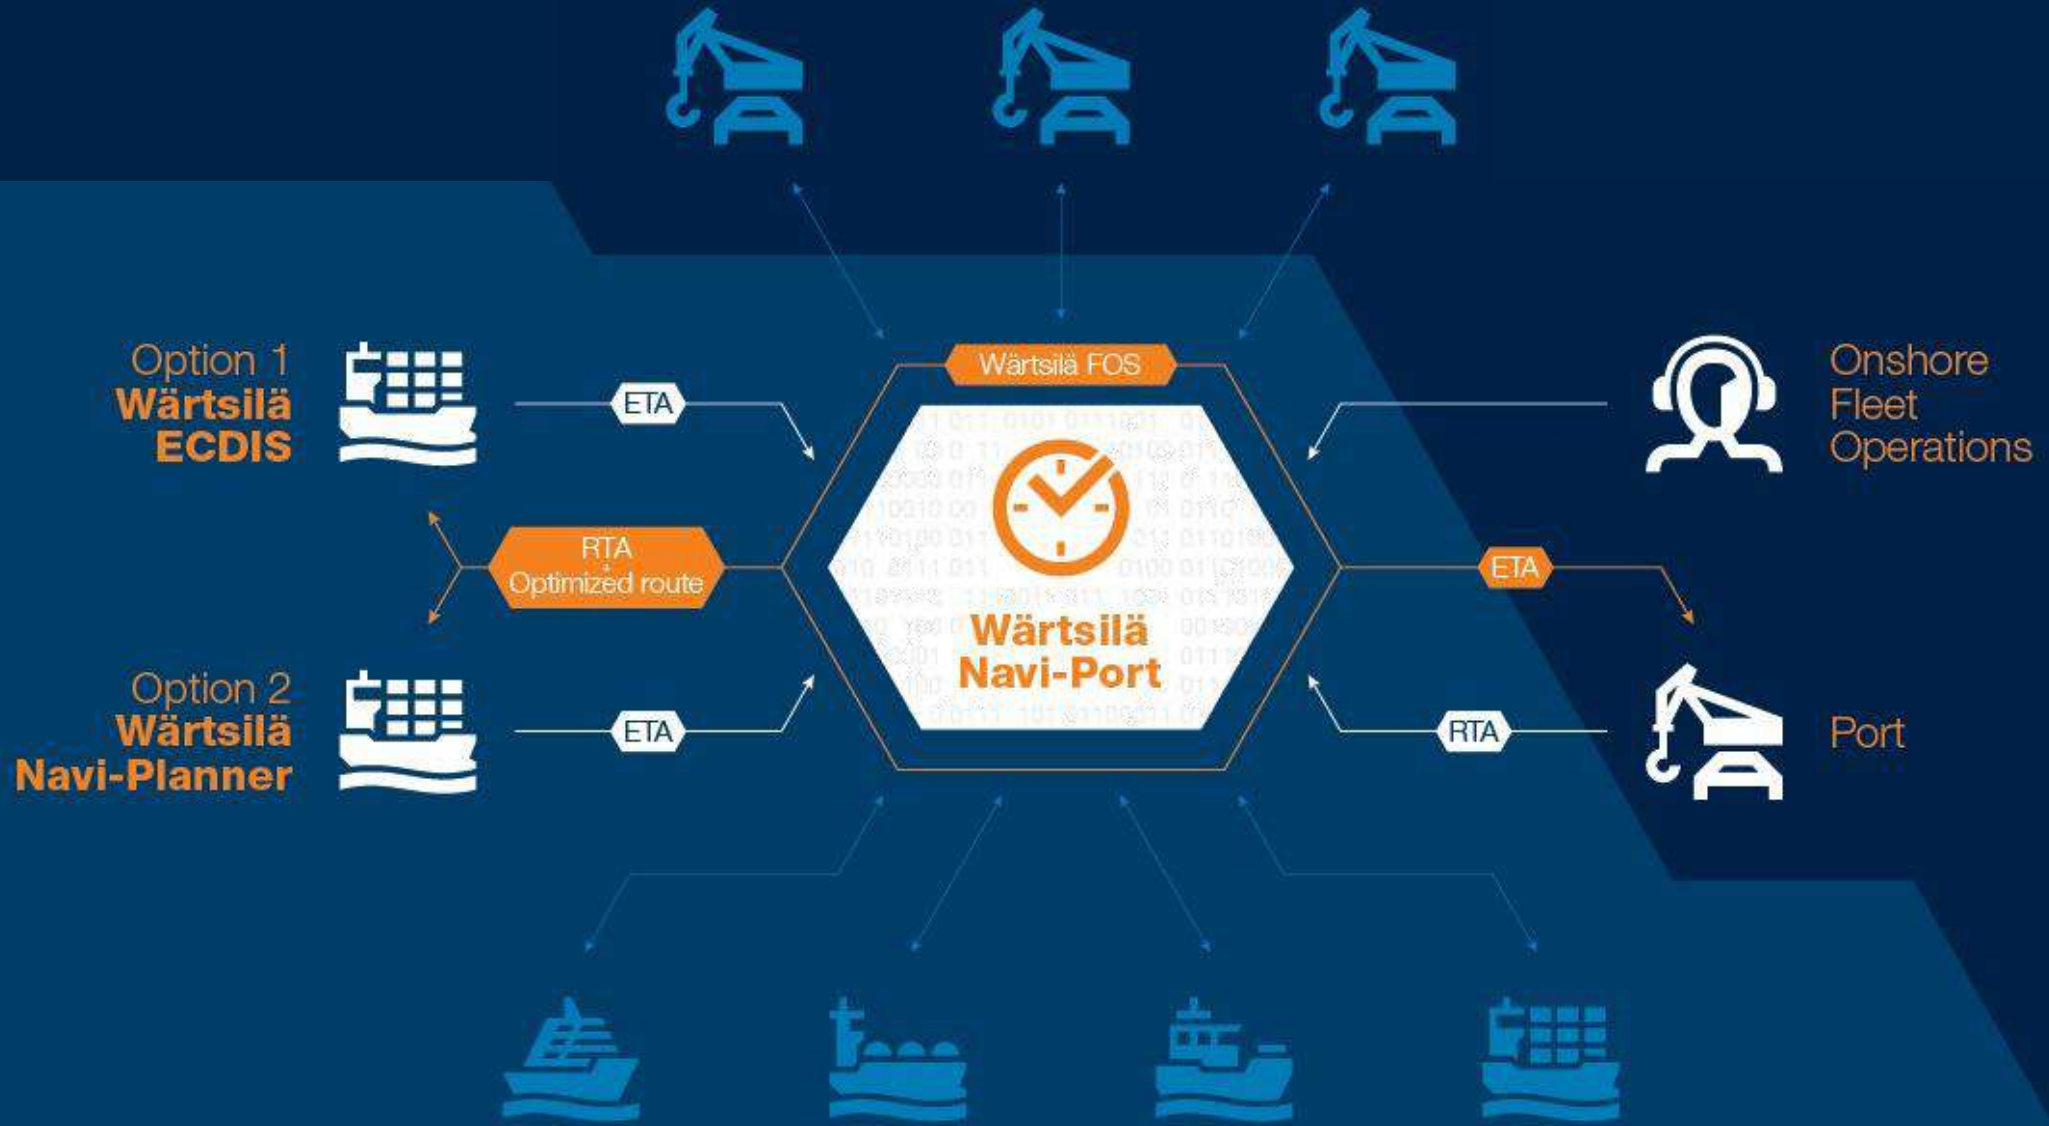 Wärtsilä FOS
Option 1
Wärtsilä
ECDIS
ETA
Onshore
Fleet
Operations
RTA
+
Optimized route
ETA
Wärtsilä
Navi-Port
Option 2
Wärtsilä
Navi-Planner
ETA
RTA
Port